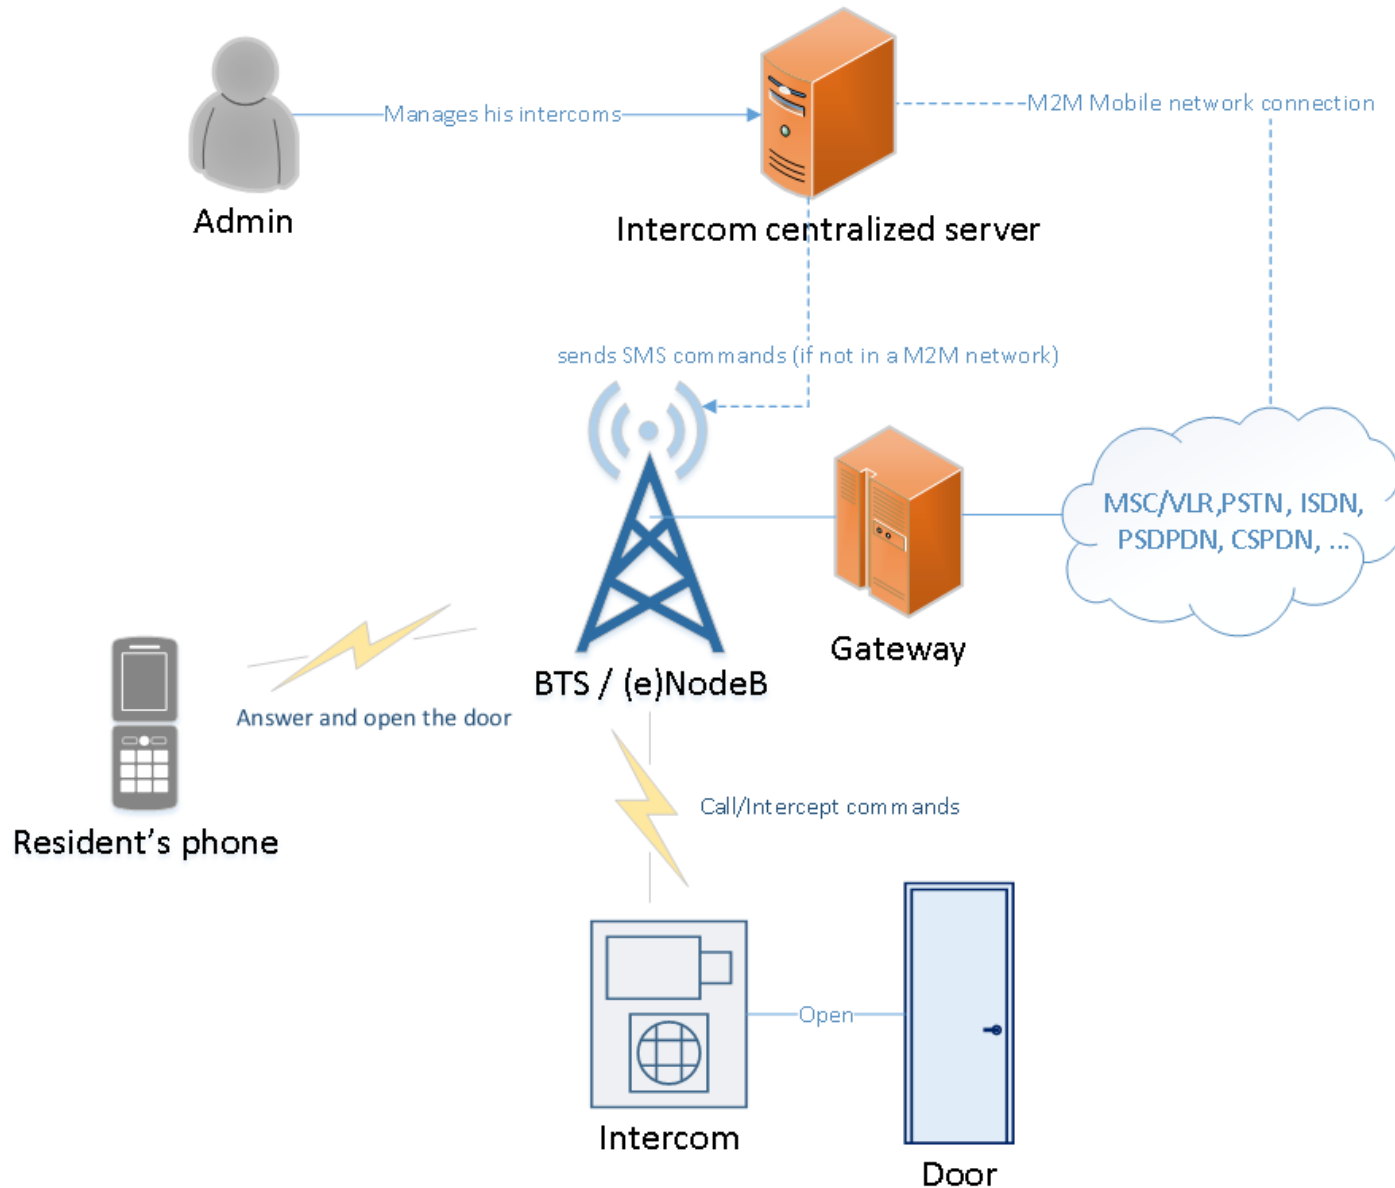 Manages his intercoms
M2M Mobile network connection
Admin
Intercom centralized server
sends SMS commands (if not in a M2M network)
MSC/VLR,PSTN, ISDN,
PSDPDN, CSPDN, ...
Gateway
BTS / (e)NodeB
Answer and open the door
Call/Intercept commands
Resident's phone
Open
Intercom
Door